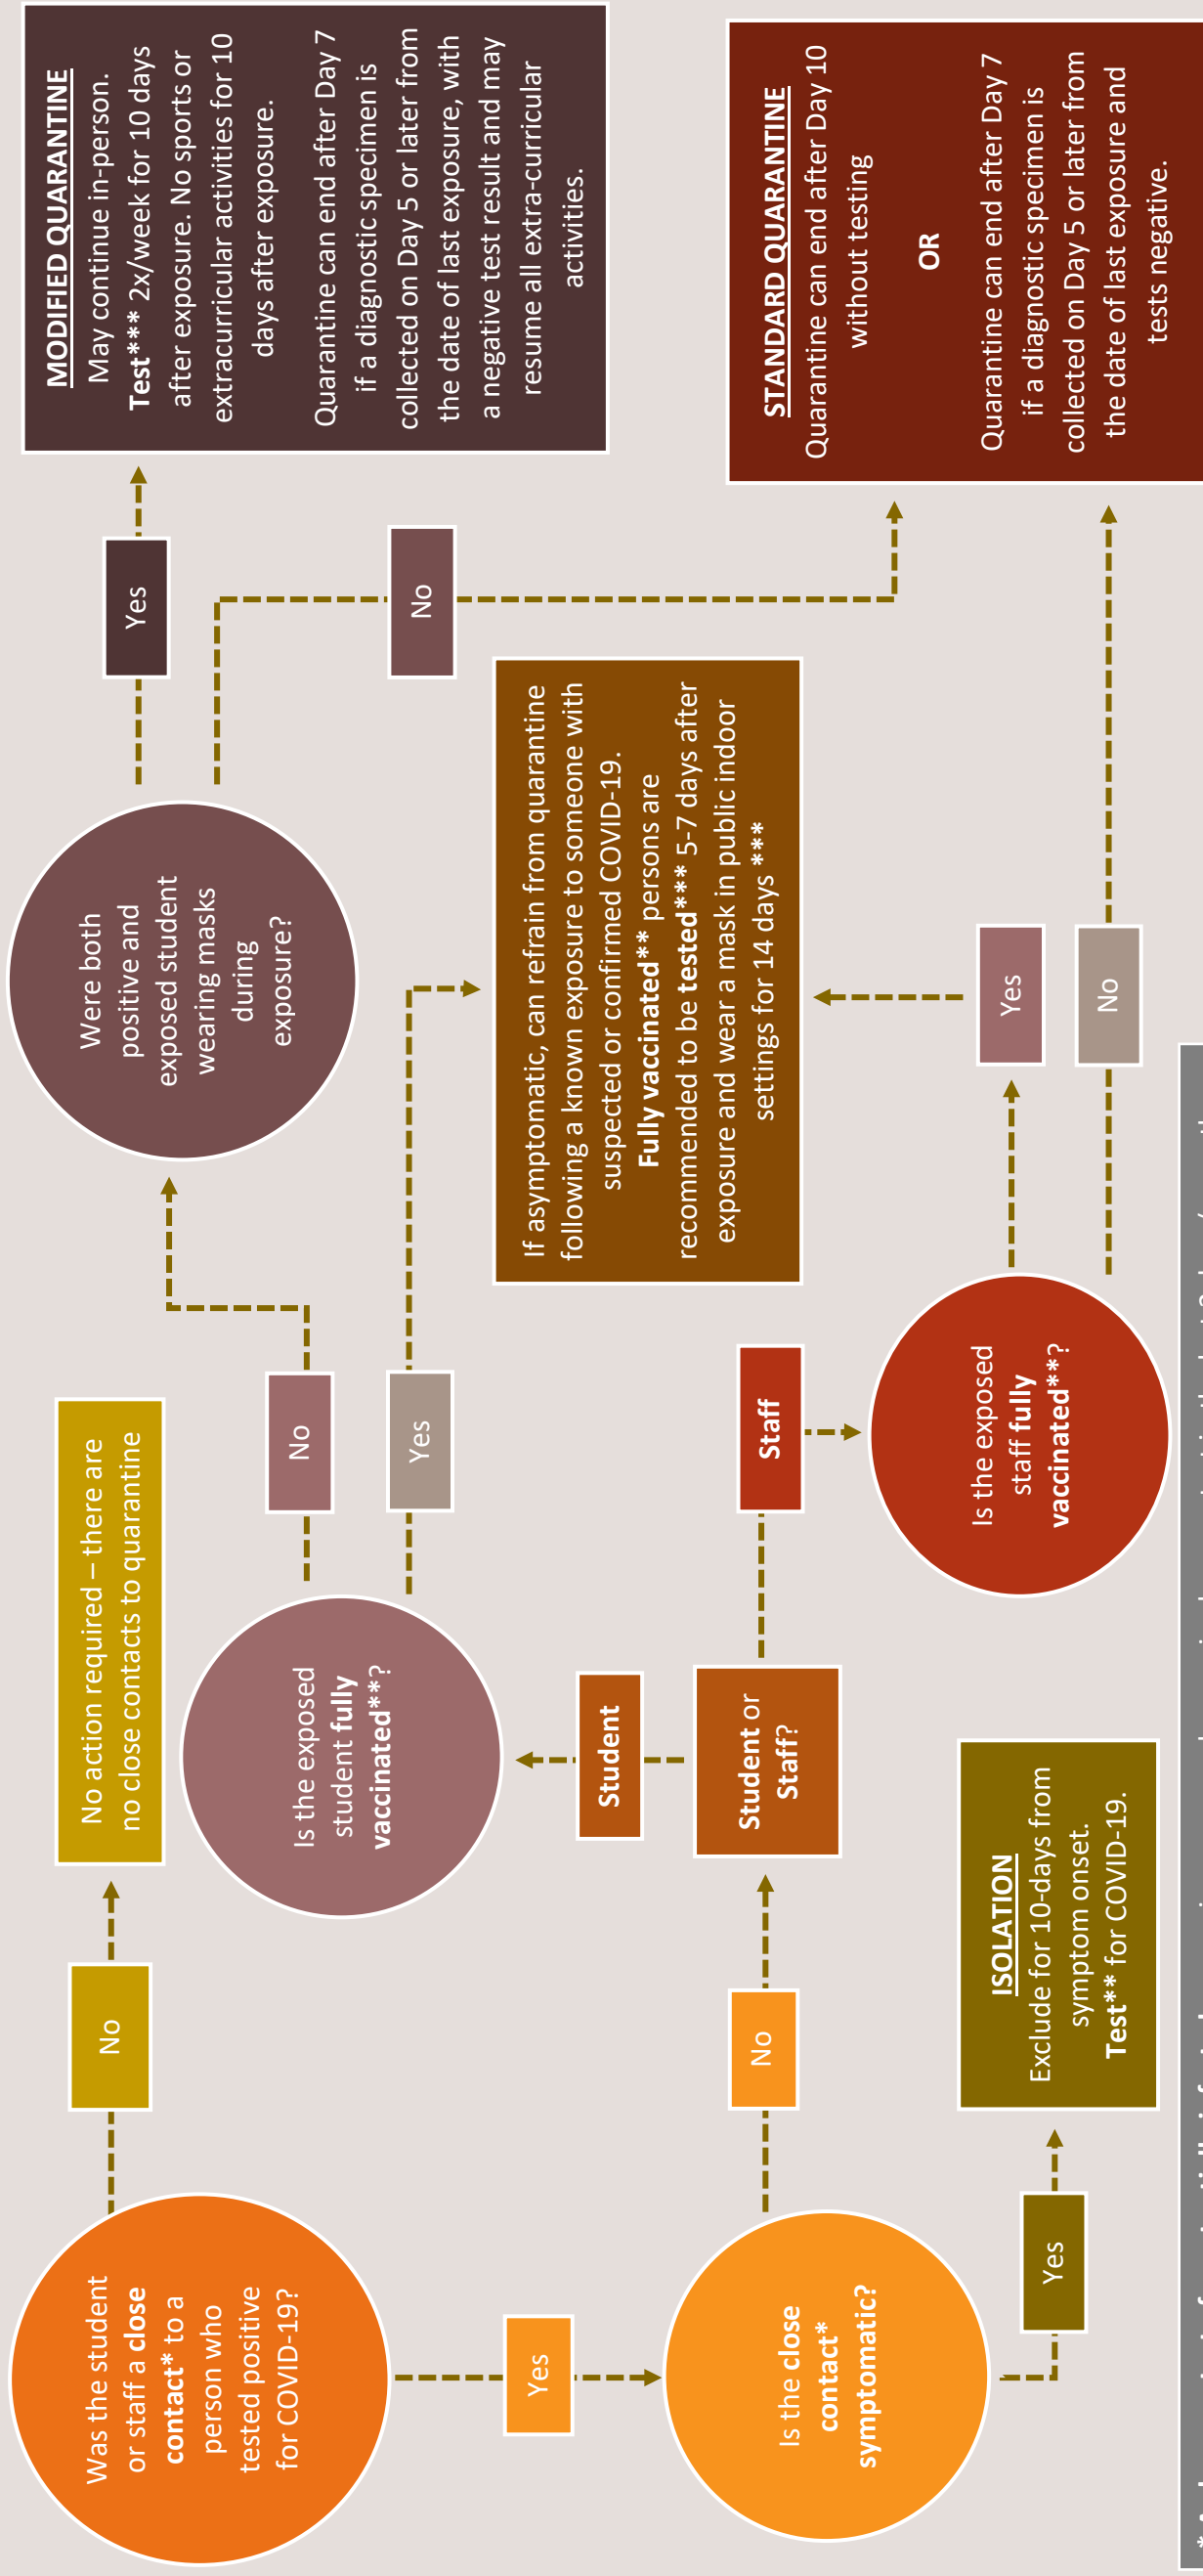 Was the student
or staff a close
contact* to a
person who
tested positive
for COVID-19?
No
No action required – there are
no close contacts to quarantine
Yes
Is the close
contact*
symptomatic?
Yes
ISOLATION
Exclude for 10-days from
symptom onset.
Test** for COVID-19.
No
Student or
Staff?
Student
Is the exposed
student fully
vaccinated**?
No
Yes
Were both
positive and
exposed student
wearing masks
during
exposure?
Yes
MODIFIED QUARANTINE
May continue in-person.
Test*** 2x/week for 10 days
after exposure. No sports or
extracurricular activities for 10
days after exposure.
Quarantine can end after Day 7
if a diagnostic specimen is
collected on Day 5 or later from
the date of last exposure, with
a negative test result and may
resume all extra-curricular
activities.
No
If asymptomatic, can refrain from quarantine
following a known exposure to someone with
suspected or confirmed COVID-19.
Fully vaccinated** persons are
recommended to be tested*** 5-7 days after
exposure and wear a mask in public indoor
settings for 14 days ***
Staff
Is the exposed
staff fully
vaccinated**?
Yes
No
STANDARD QUARANTINE
Quarantine can end after Day 10
without testing
OR
Quarantine can end after Day 7
if a diagnostic specimen is
collected on Day 5 or later from
the date of last exposure and
tests negative.